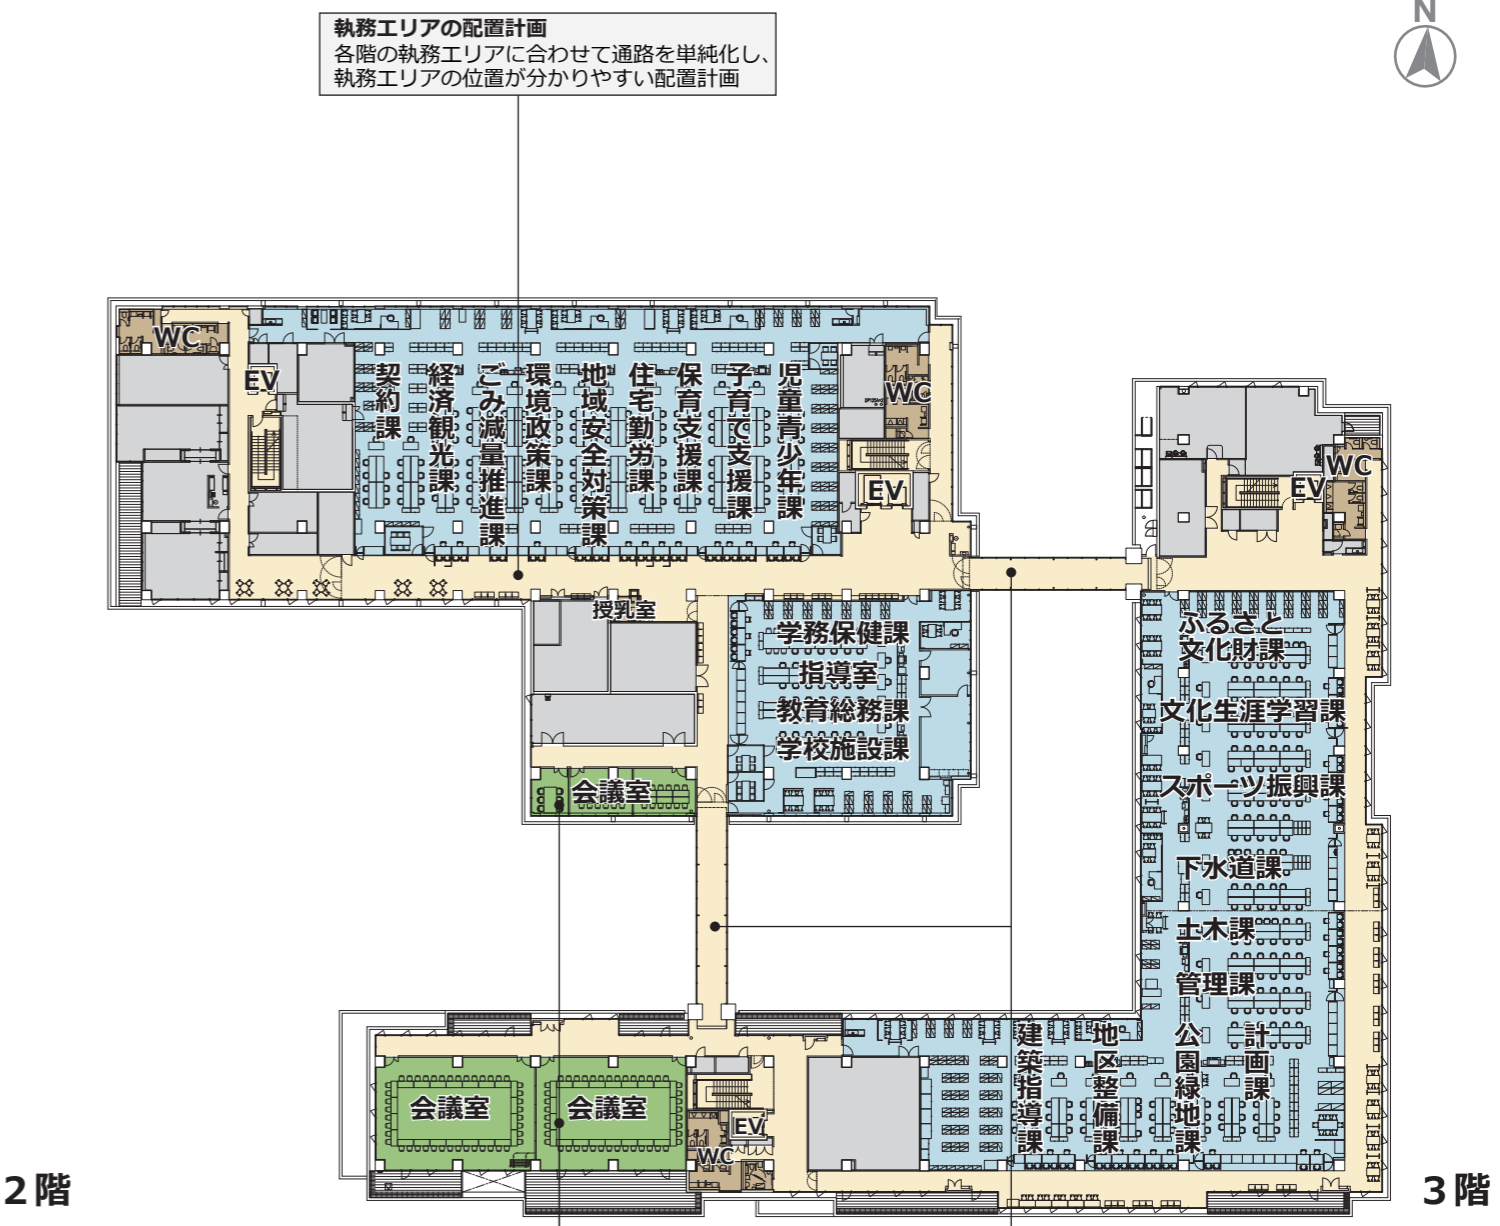 N
執務エリアの配置計画
各階の執務エリアに合わせて通路を単純化し、
執務エリアの位置が分かりやすい配置計画
WC
EV
契約課
経済観光課
ごみ減量推進課
環境政策課
地域安全対策課
住宅勤労課
保育支援課
子育て支援課
児童青少年課
WC
EV
WC
EV
授乳室
学務保健課
指導室
教育総務課
学校施設課
会議室
ふるさと
文化財課
文化生涯学習課
スポーツ振興課
下水道課
土木課
管理課
建築指導課
地区整備課
公園緑地課
計画課
会議室
会議室
EV
WC
2階
3階